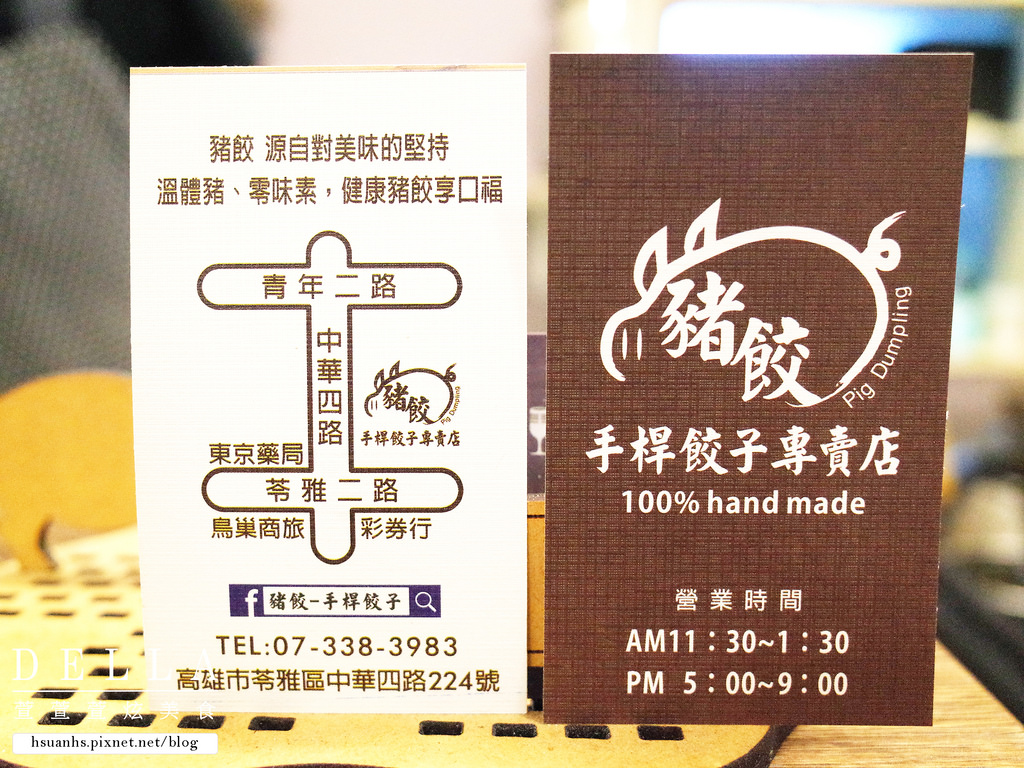 豬餃 源自對美味的堅持
溫體豬、零味素，健康豬餃享口福
青年二路
中華四路
豬餃
Pig Dumpling
手桿餃子專賣店
東京藥局
苓雅二路
鳥巢商旅
彩券行
f 豬餃-手桿餃子
TEL:07-338-3983
高雄市苓雅區中華四路224號
豬餃
Pig Dumpling
手桿餃子專賣店
100% hand made
營業時間
AM11：30~1：30
PM 5：00~9：00
DELLA
hsuanhs.pixnet.net/blog